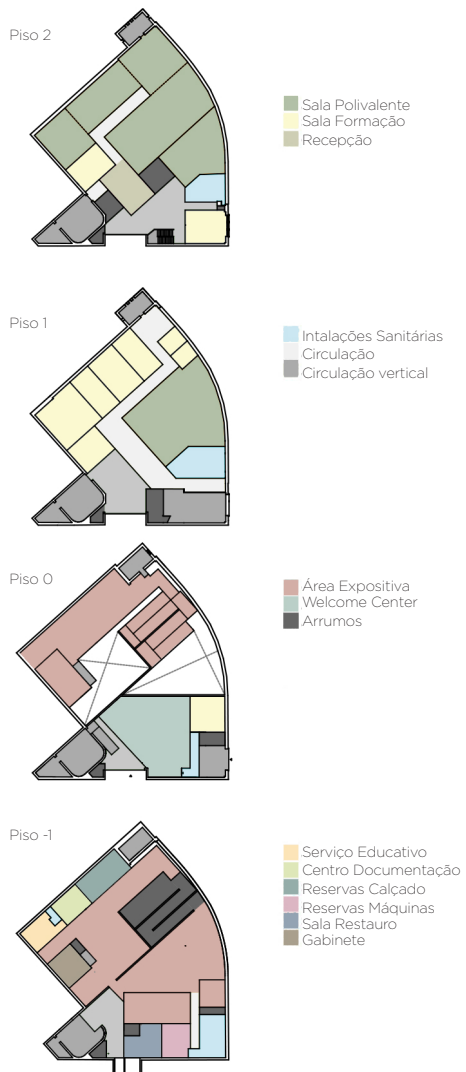 Piso 2
Sala Polivalente
Sala Formação
Recepção
Piso 1
Intalações Sanitárias
Circulação
Circulação vertical
Piso 0
Área Expositiva
Welcome Center
Arrumos
Piso -1
Serviço Educativo
Centro Documentação
Reservas Calçado
Reservas Máquinas
Sala Restauro
Gabinete